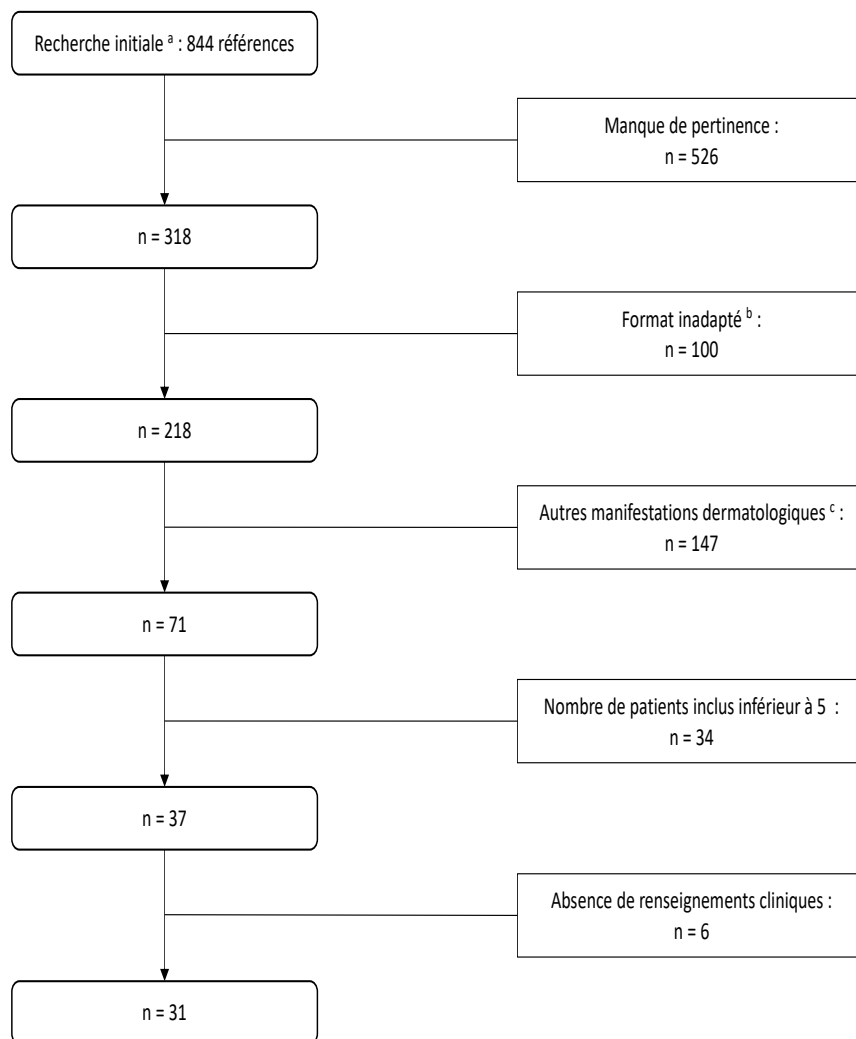 Recherche initiale ᵃ : 844 références
Manque de pertinence :
n = 526
n = 318
Format inadapté ᵇ :
n = 100
n = 218
Autres manifestations dermatologiques ᶜ :
n = 147
n = 71
Nombre de patients inclus inférieur à 5 :
n = 34
n = 37
Absence de renseignements cliniques :
n = 6
n = 31